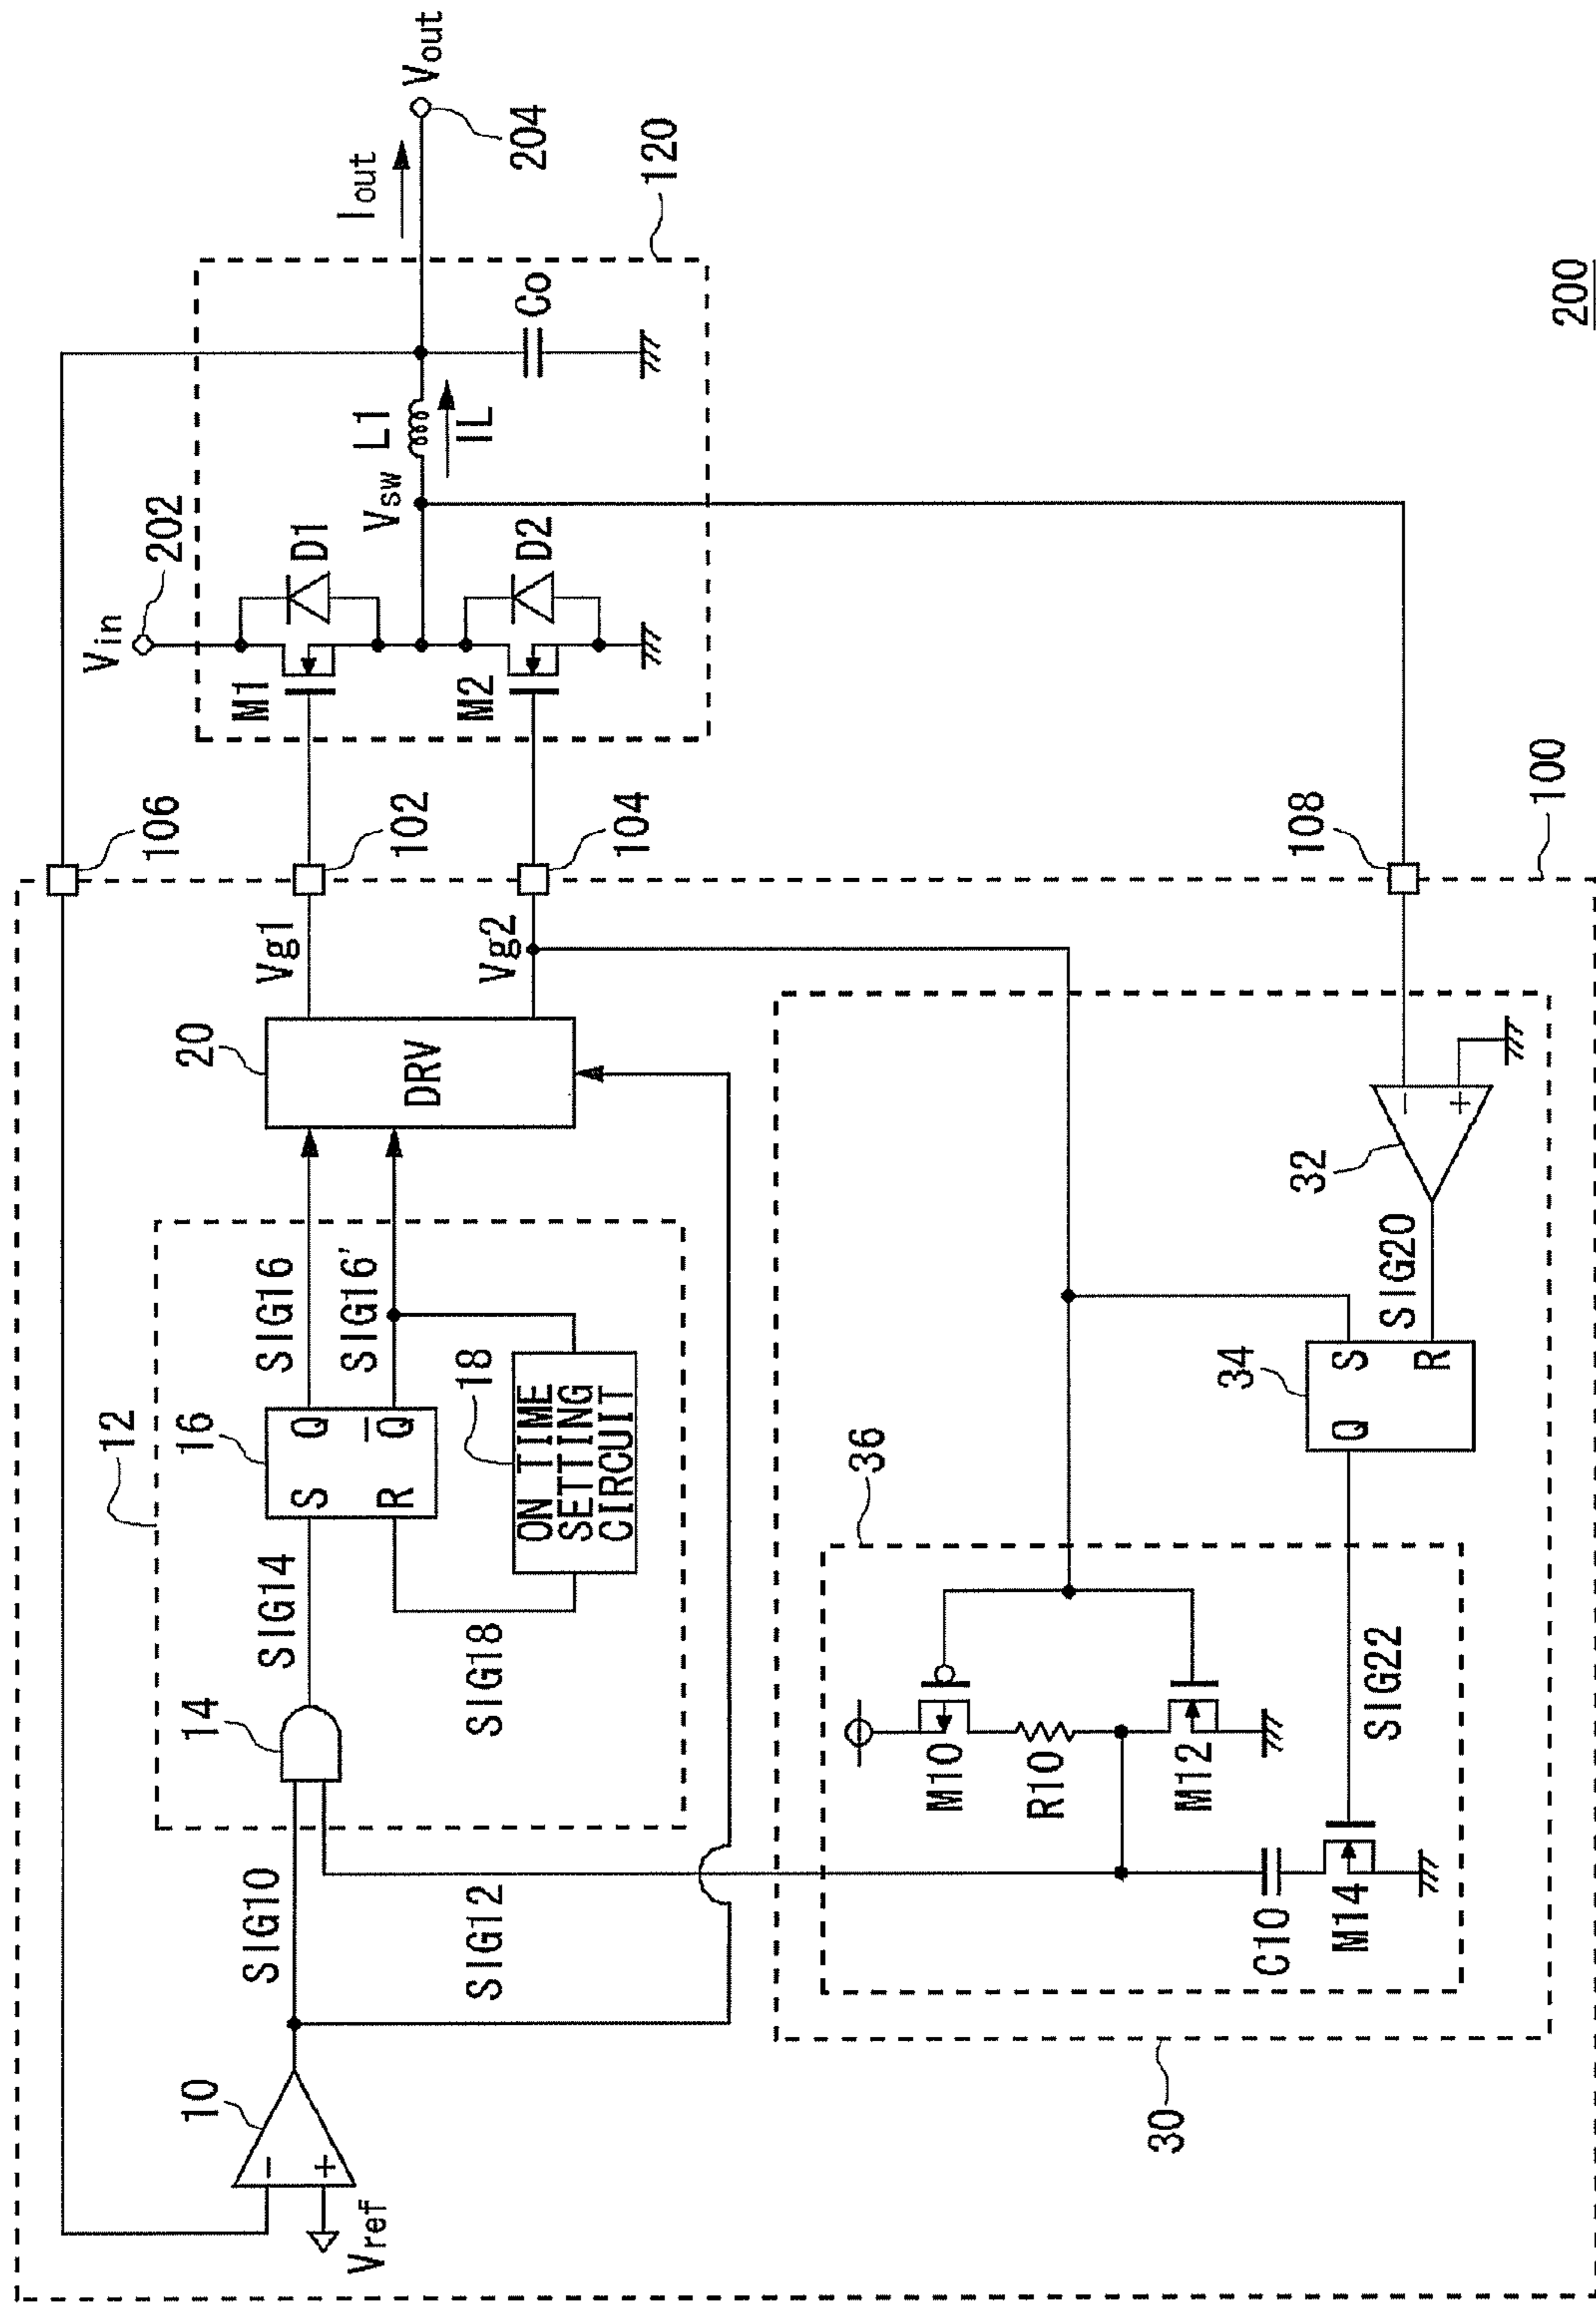 200
10
Vref
SIG10
SIG12
12
14
SIG14
16
S
Q
R
Q̅
SIG16
SIG16'
SIG18
18
ON TIME
SETTING
CIRCUIT
20
DRV
Vg1
Vg2
106
102
104
108
100
Vin
202
M1
D1
M2
D2
Vsw
L1
IL
Co
120
Iout
Vout
204
30
36
M10
R10
M12
C10
M14
SIG22
34
Q
S
R
SIG20
32